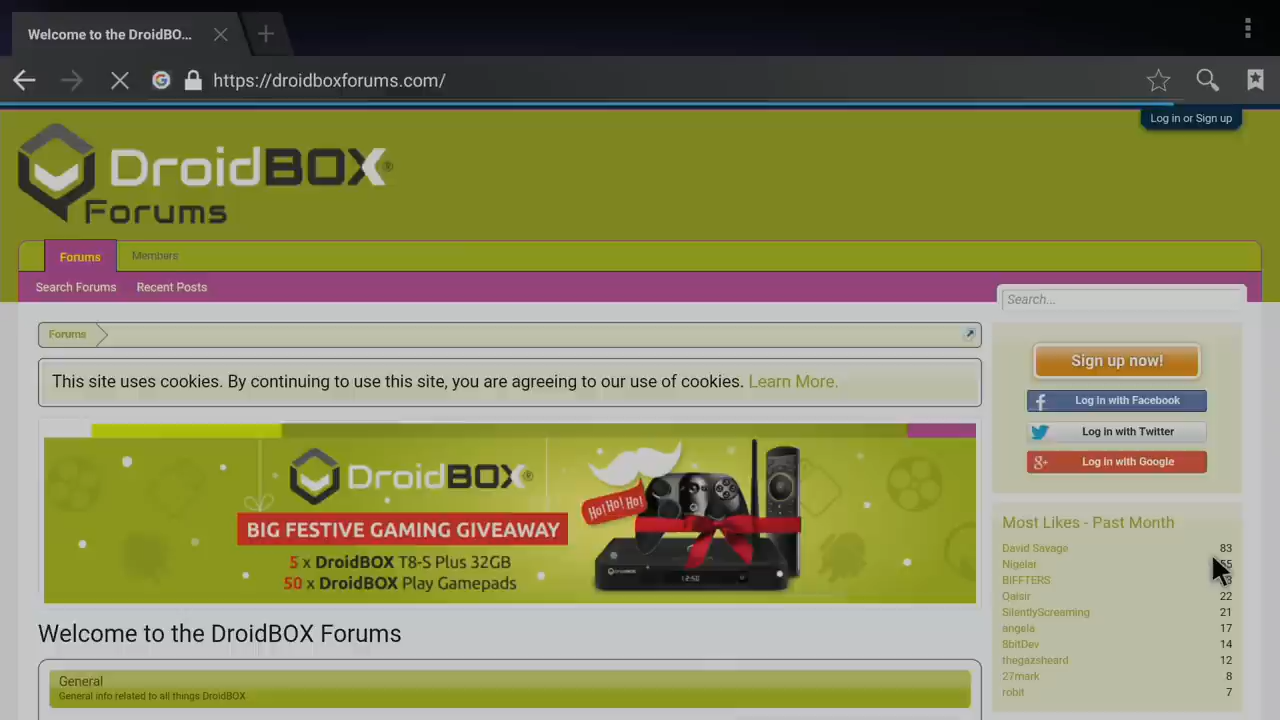 Welcome to the DroidBO...
https://droidboxforums.com/
Log in or Sign up
DroidBOX®
Forums
Forums
Members
Search Forums
Recent Posts
Search...
Forums
This site uses cookies. By continuing to use this site, you are agreeing to our use of cookies. Learn More.
Sign up now!
Log in with Facebook
Log in with Twitter
Log in with Google
DroidBOX®
BIG FESTIVE GAMING GIVEAWAY
5 x DroidBOX T8-S Plus 32GB
50 x DroidBOX Play Gamepads
Ho! Ho! Ho!
DroidBOX
12:50
Most Likes - Past Month
David Savage 83
Nigelar 55
BIFFTERS
Qaisir 22
SilentlyScreaming 21
angela 17
8bitDev 14
thegazsheard 12
27mark 8
robit 7
Welcome to the DroidBOX Forums
General
General info related to all things DroidBOX